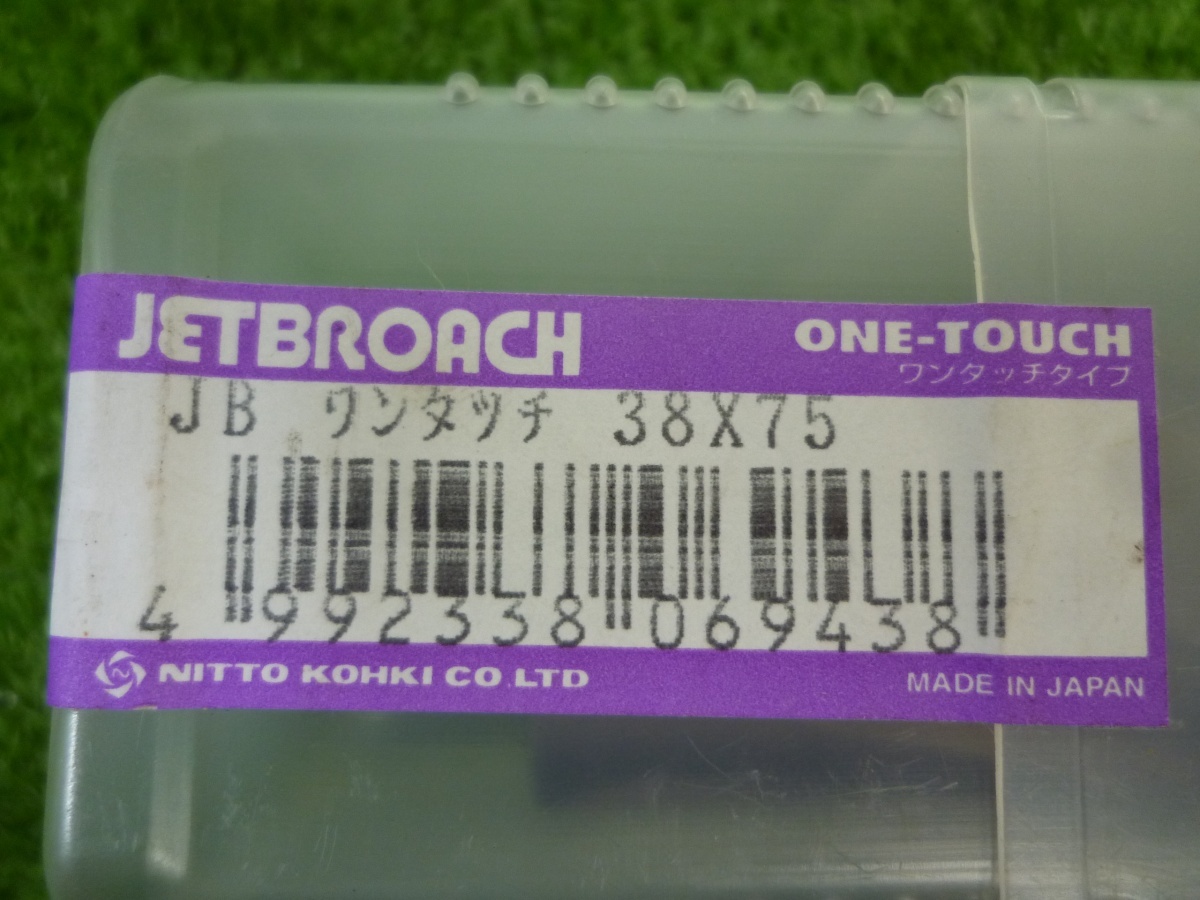 JETBROACH
ONE-TOUCH
ワンタッチタイプ
JB ワンタッチ 38X75
4 992338 069438
NITTO KOHKI CO.LTD
MADE IN JAPAN